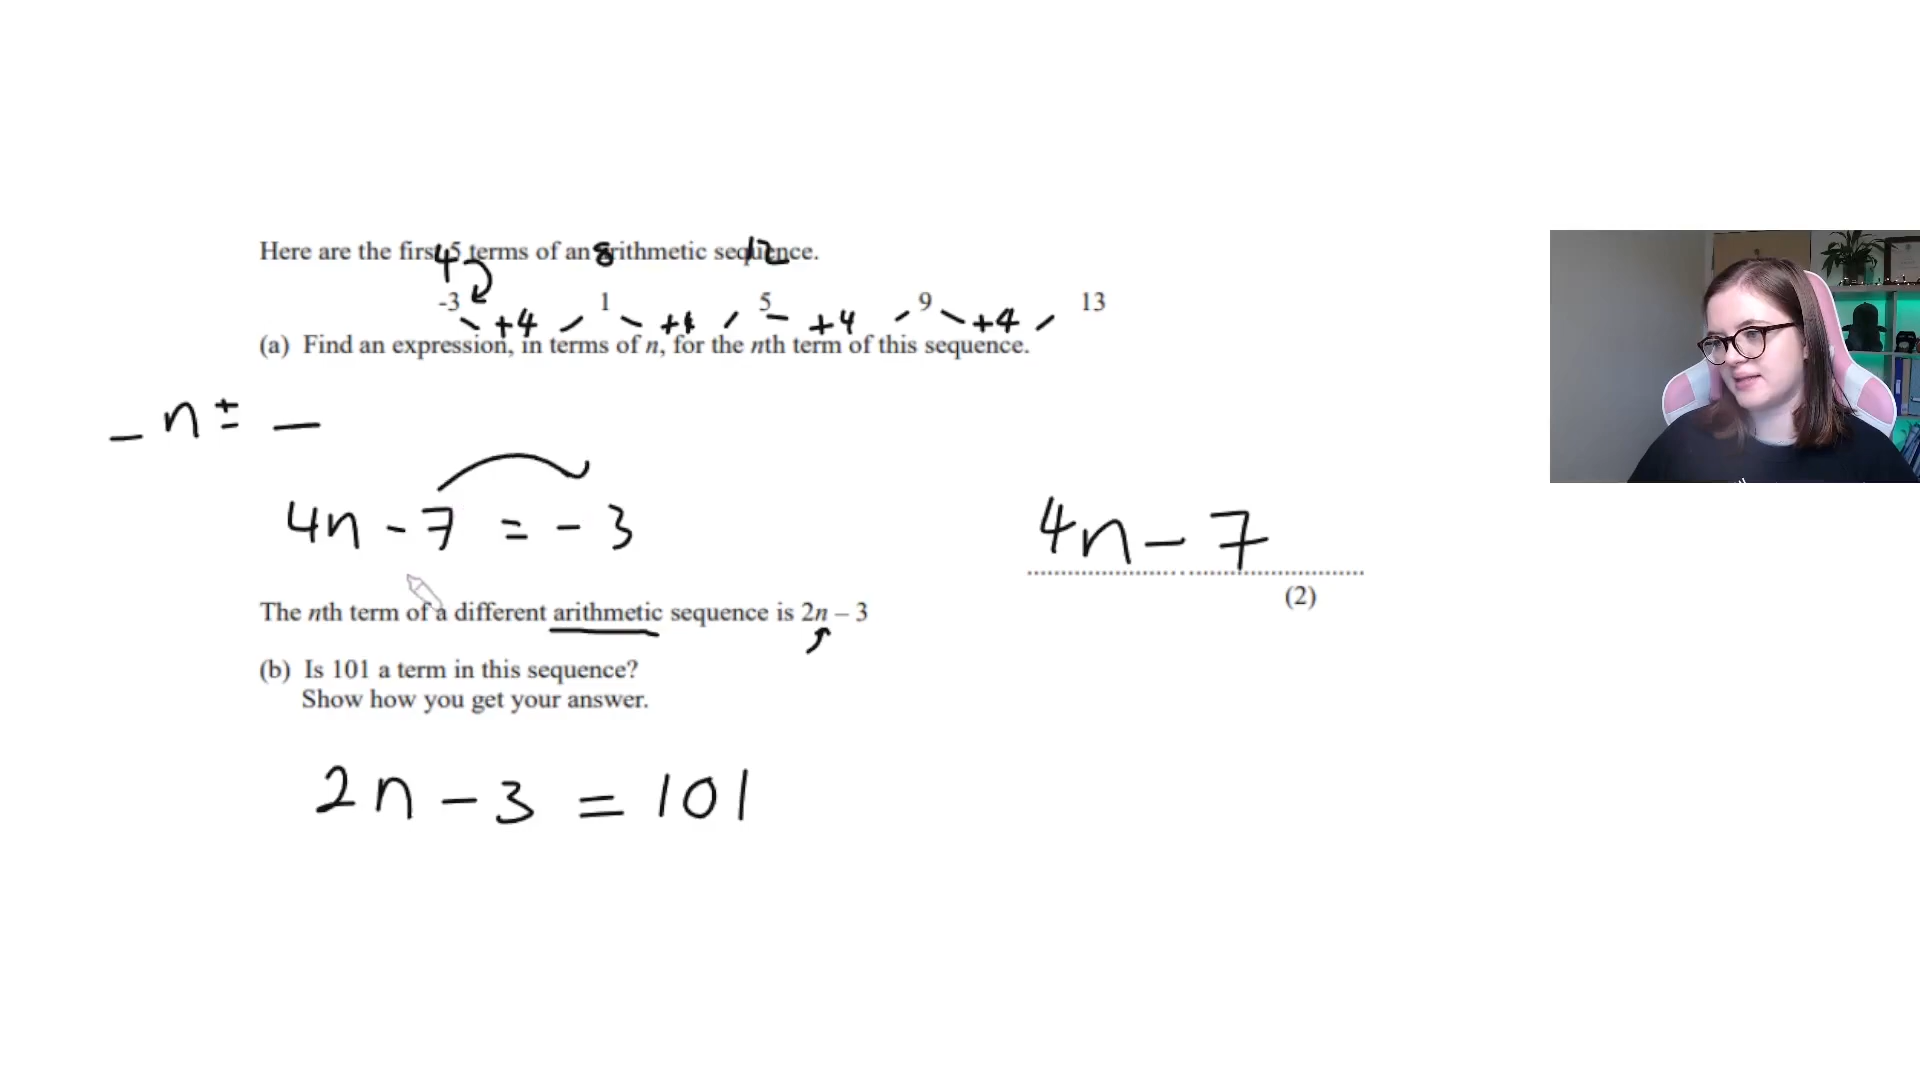 Here are the first 5 terms of an arithmetic sequence.
4 8 12
-3 1 5 9 13
+4 +4 +4 +4
(a) Find an expression, in terms of n, for the nth term of this sequence.
_ n ± _
4n - 7 = - 3
4n - 7
(2)
The nth term of a different arithmetic sequence is 2n – 3
(b) Is 101 a term in this sequence?
Show how you get your answer.
2n - 3 = 101